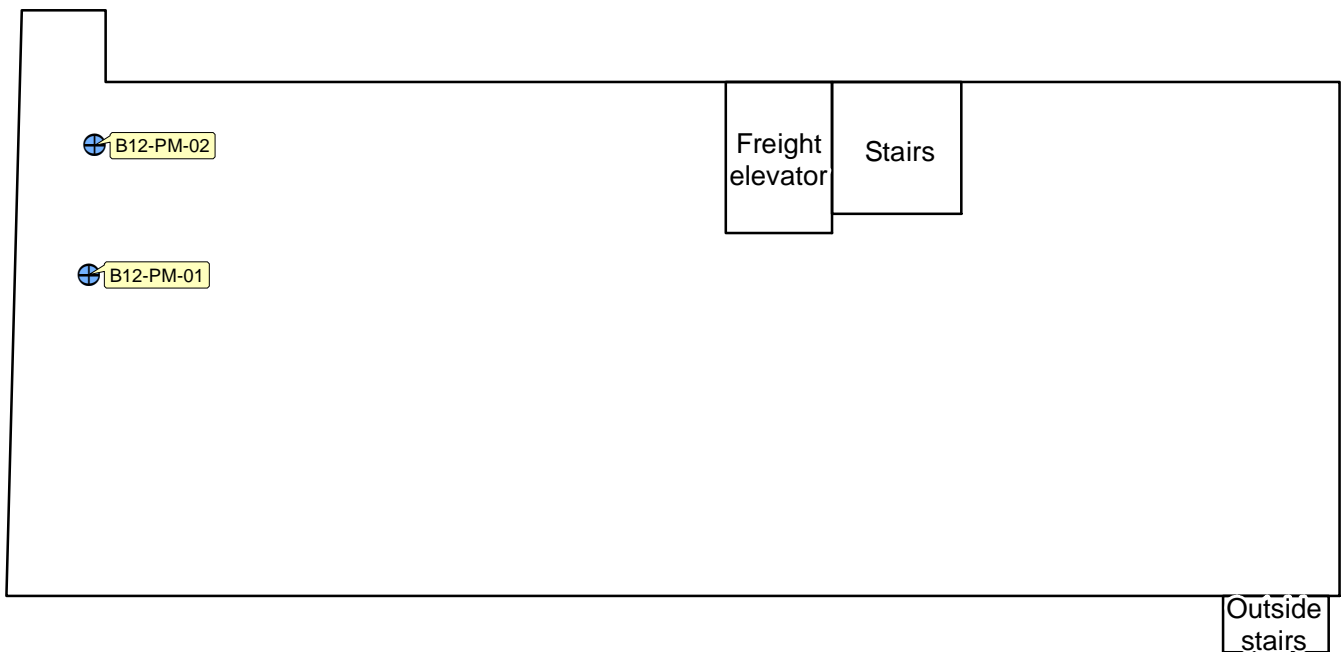 B12-PM-02
Freight
elevator
Stairs
B12-PM-01
Outside
stairs